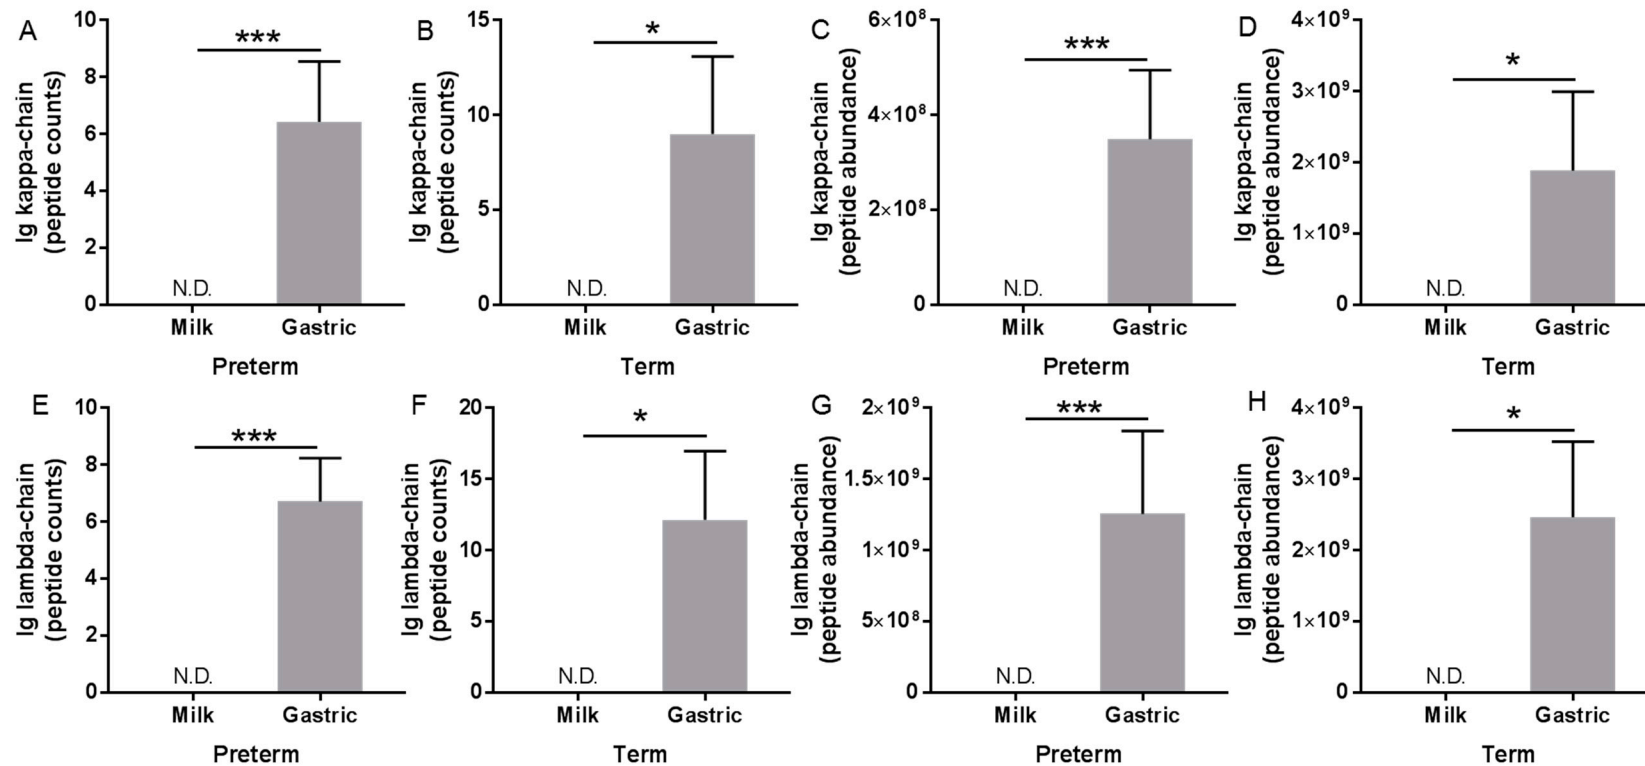 A
Ig kappa-chain
(peptide counts)
10
8
6
4
2
0
***
N.D.
Milk
Gastric
Preterm
B
Ig kappa-chain
(peptide counts)
15
10
5
0
*
N.D.
Milk
Gastric
Term
C
Ig kappa-chain
(peptide abundance)
6×10⁸
4×10⁸
2×10⁸
0
***
N.D.
Milk
Gastric
Preterm
D
Ig kappa-chain
(peptide abundance)
4×10⁹
3×10⁹
2×10⁹
1×10⁹
0
*
N.D.
Milk
Gastric
Term
E
Ig lambda-chain
(peptide counts)
10
8
6
4
2
0
***
N.D.
Milk
Gastric
Preterm
F
Ig lambda-chain
(peptide counts)
20
15
10
5
0
*
N.D.
Milk
Gastric
Term
G
Ig lambda-chain
(peptide abundance)
2×10⁹
1.5×10⁹
1×10⁹
5×10⁸
0
***
N.D.
Milk
Gastric
Preterm
H
Ig lambda-chain
(peptide abundance)
4×10⁹
3×10⁹
2×10⁹
1×10⁹
0
*
N.D.
Milk
Gastric
Term